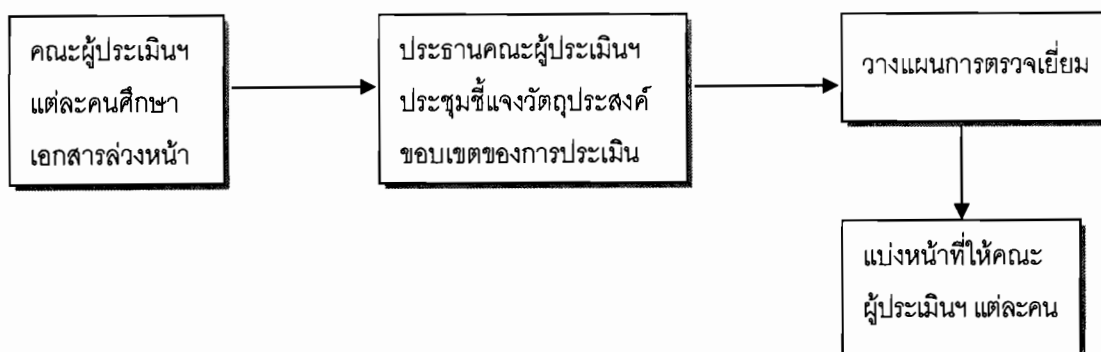 คณะผู้ประเมินฯ
แต่ละคนศึกษา
เอกสารล่วงหน้า
ประธานคณะผู้ประเมินฯ
ประชุมชี้แจงวัตถุประสงค์
ขอบเขตของการประเมิน
วางแผนการตรวจเยี่ยม
แบ่งหน้าที่ให้คณะ
ผู้ประเมินฯ แต่ละคน